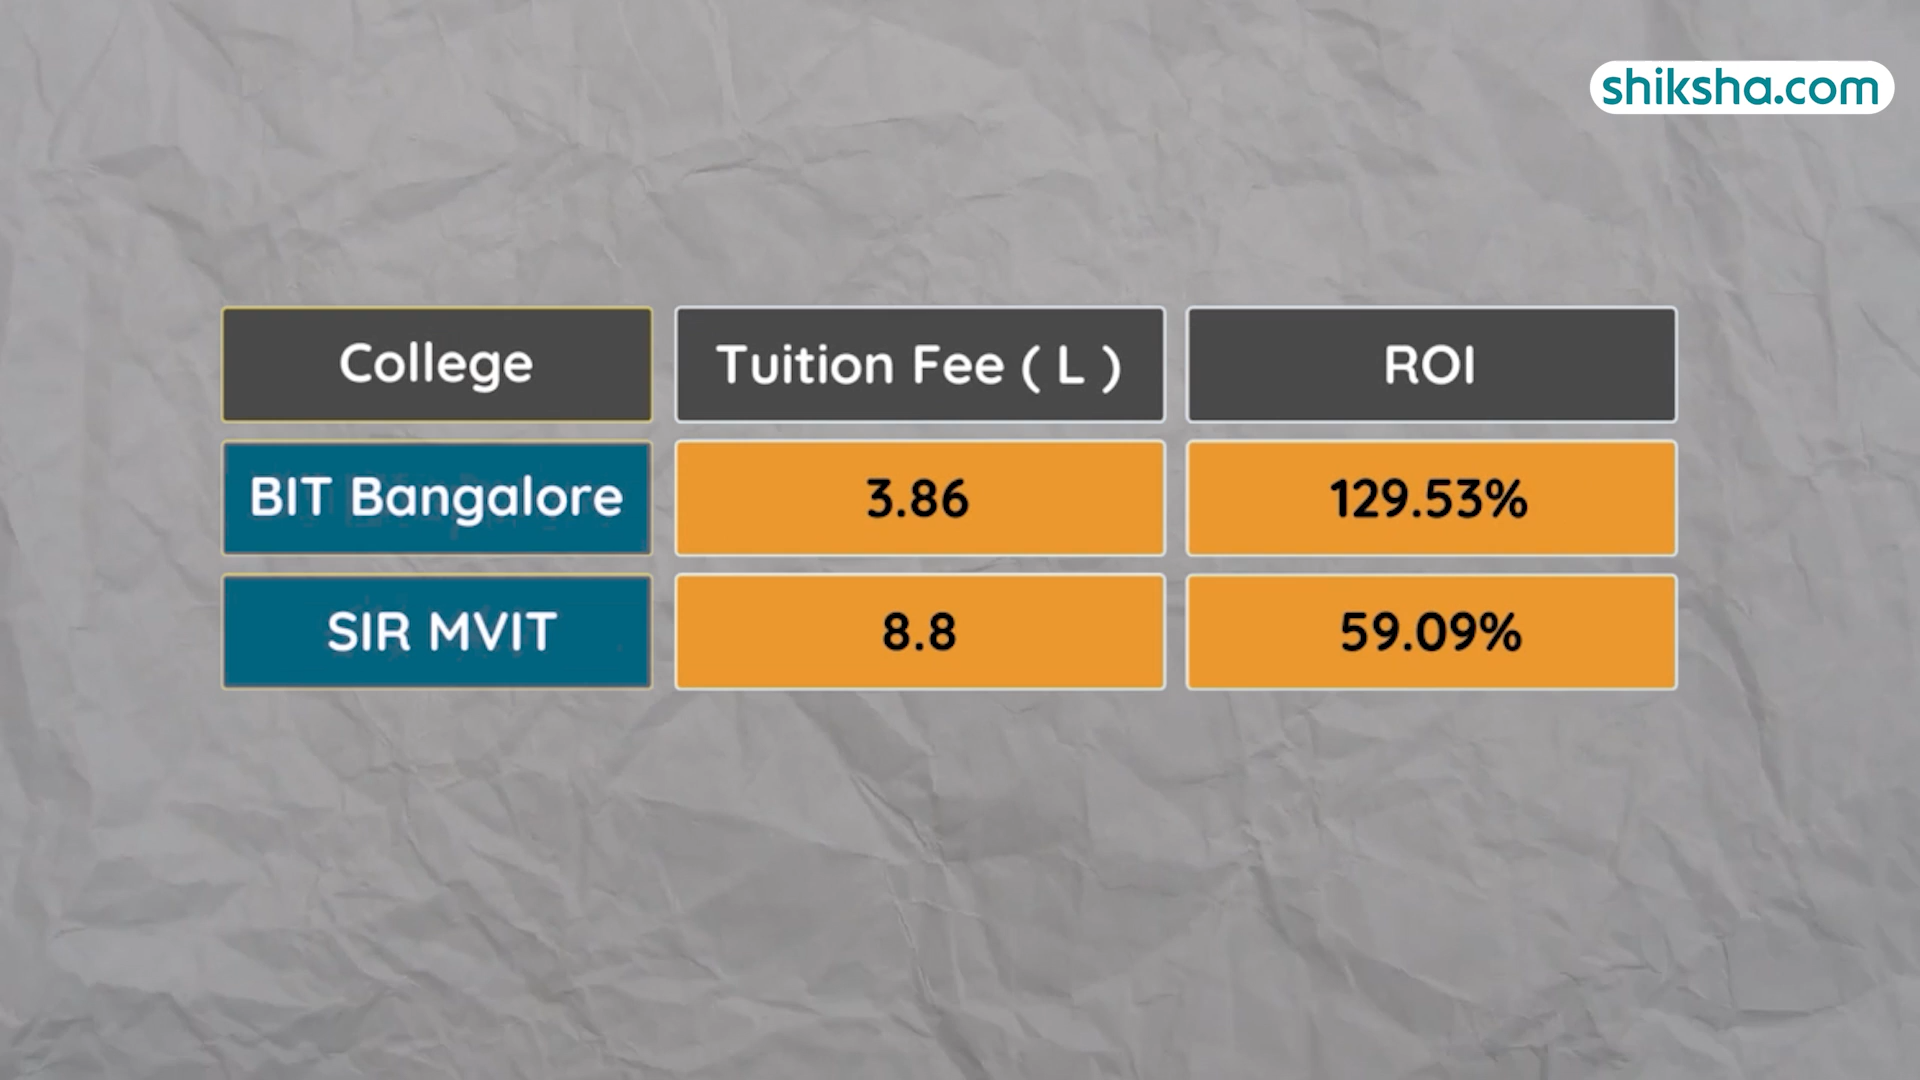 shiksha.com
College Tuition Fee ( L ) ROI
BIT Bangalore 3.86 129.53%
SIR MVIT 8.8 59.09%